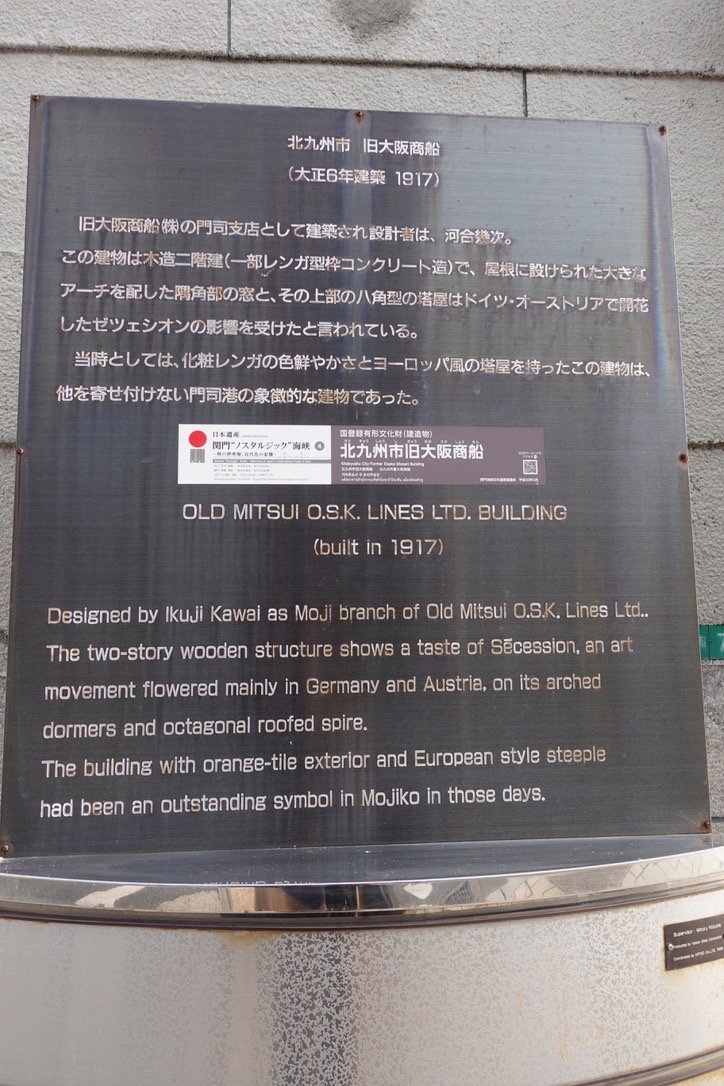 北九州市 旧大阪商船
(大正6年建築 1917)
旧大阪商船㈱の門司支店として建築され設計者は、河合幾次。
この建物は木造二階建(一部レンガ型枠コンクリート造)で、屋根に設けられた大きな
アーチを配した隅角部の窓と、その上部の八角型の塔屋はドイツ・オーストリアで開花
したゼツェシオンの影響を受けたと言われている。
当時としては、化粧レンガの色鮮やかさとヨーロッパ風の塔屋を持ったこの建物は、
他を寄せ付けない門司港の象徴的な建物であった。
日本遺産
関門"ノスタルジック"海峡 4
国登録有形文化財(建造物)
北九州市旧大阪商船
Kitakyushu City Former Osaka Shosen Building
OLD MITSUI O.S.K. LINES LTD. BUILDING
(built in 1917)
Designed by Ikuji Kawai as Moji branch of Old Mitsui O.S.K. Lines Ltd..
The two-story wooden structure shows a taste of Sēcession, an art
movement flowered mainly in Germany and Austria, on its arched
dormers and octagonal roofed spire.
The building with orange-tile exterior and European style steeple
had been an outstanding symbol in Mojiko in those days.